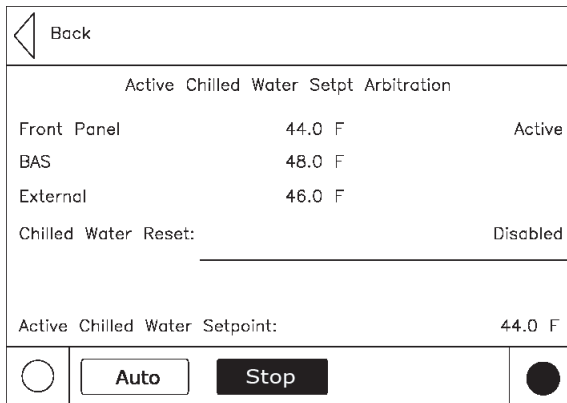 Back
Active Chilled Water Setpt Arbitration
Front Panel 44.0 F Active
BAS 48.0 F
External 46.0 F
Chilled Water Reset: Disabled
Active Chilled Water Setpoint: 44.0 F
Auto Stop